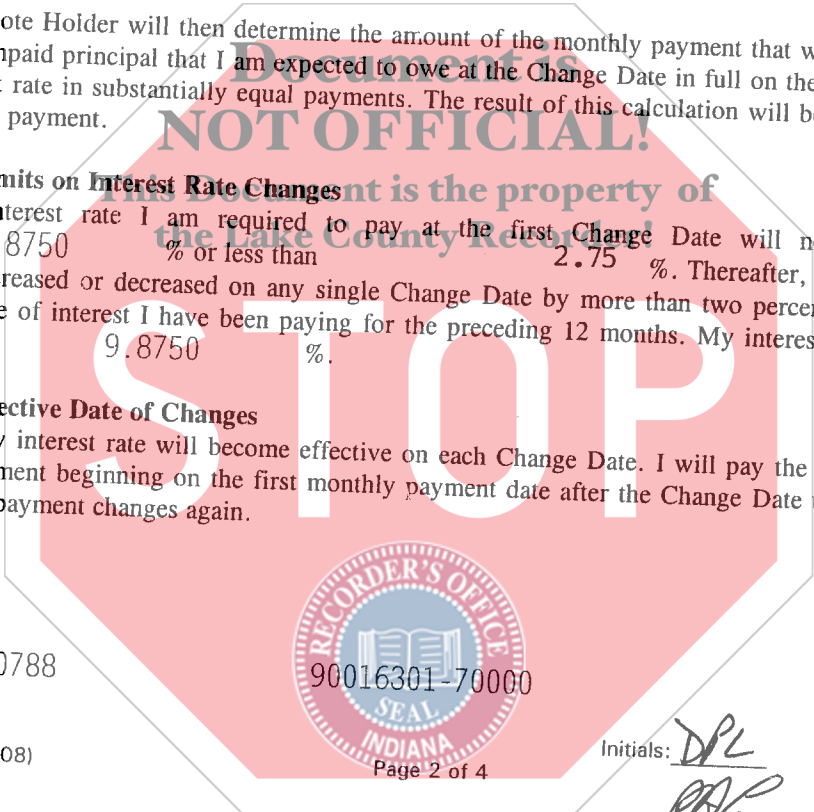 ote Holder will then determine the amount of the monthly payment that w
npaid principal that I am expected to owe at the Change Date in full on the
t rate in substantially equal payments. The result of this calculation will b
payment.
Document is
NOT OFFICIAL!
This Document is the property of
the Lake County Recorder!
mits on Interest Rate Changes
nterest rate I am required to pay at the first Change Date will n
8750 % or less than 2.75 %. Thereafter,
reased or decreased on any single Change Date by more than two percen
e of interest I have been paying for the preceding 12 months. My interes
9.8750 %.
ective Date of Changes
interest rate will become effective on each Change Date. I will pay the
ment beginning on the first monthly payment date after the Change Date
payment changes again.
STOP
RECORDER'S OFFICE
SEAL
INDIANA
0788
90016301-70000
08)
Page 2 of 4
Initials: DPL